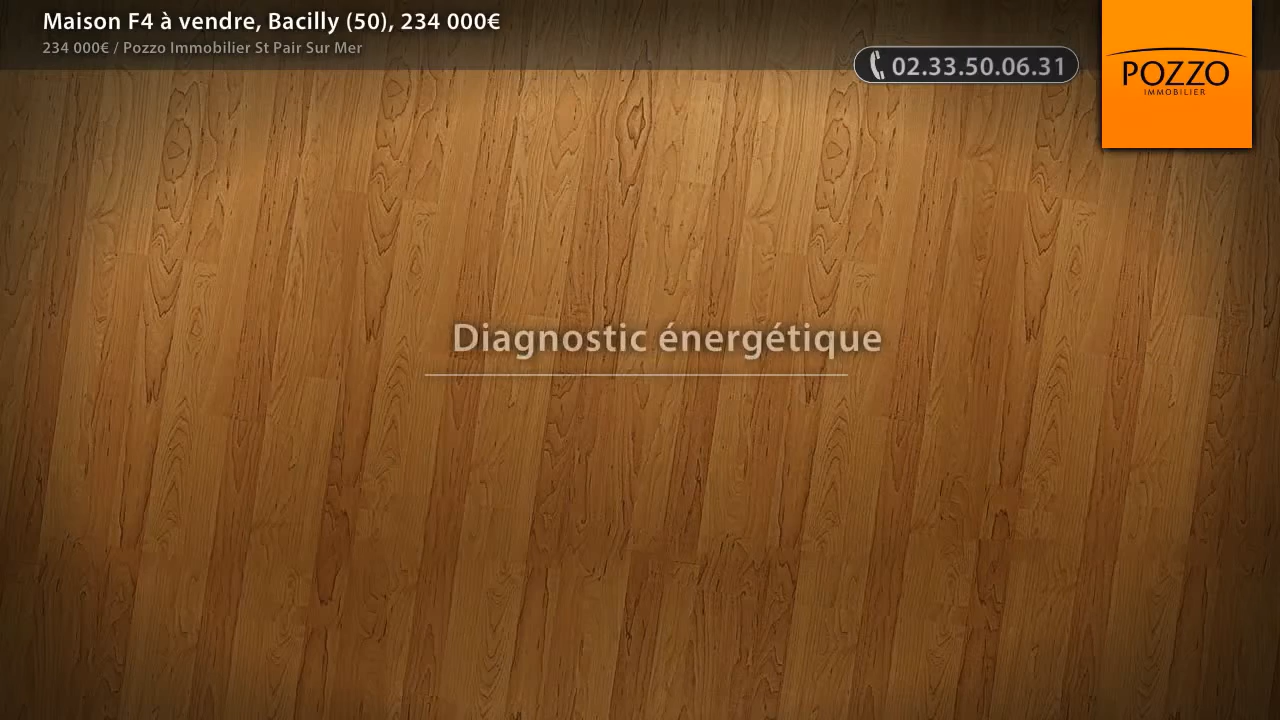 Maison F4 à vendre, Bacilly (50), 234 000€
234 000€ / Pozzo Immobilier St Pair Sur Mer
02.33.50.06.31
POZZO
IMMOBILIER
Diagnostic énergétique